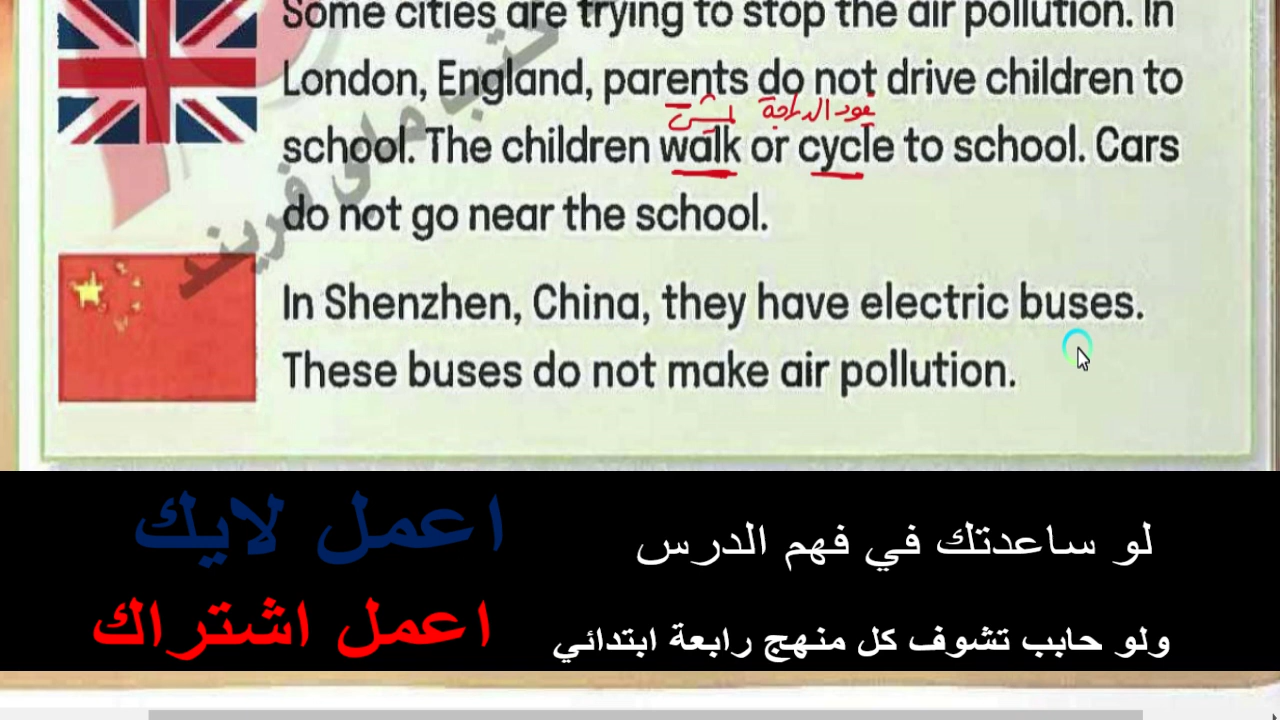 Some cities are trying to stop the air pollution. In
London, England, parents do not drive children to
يقود الدراجة
school. The children walk or cycle to school. Cars
do not go near the school.
In Shenzhen, China, they have electric buses.
These buses do not make air pollution.
لو ساعدتك في فهم الدرس اعمل لايك
ولو حابب تشوف كل منهج رابعة ابتدائي اعمل اشتراك